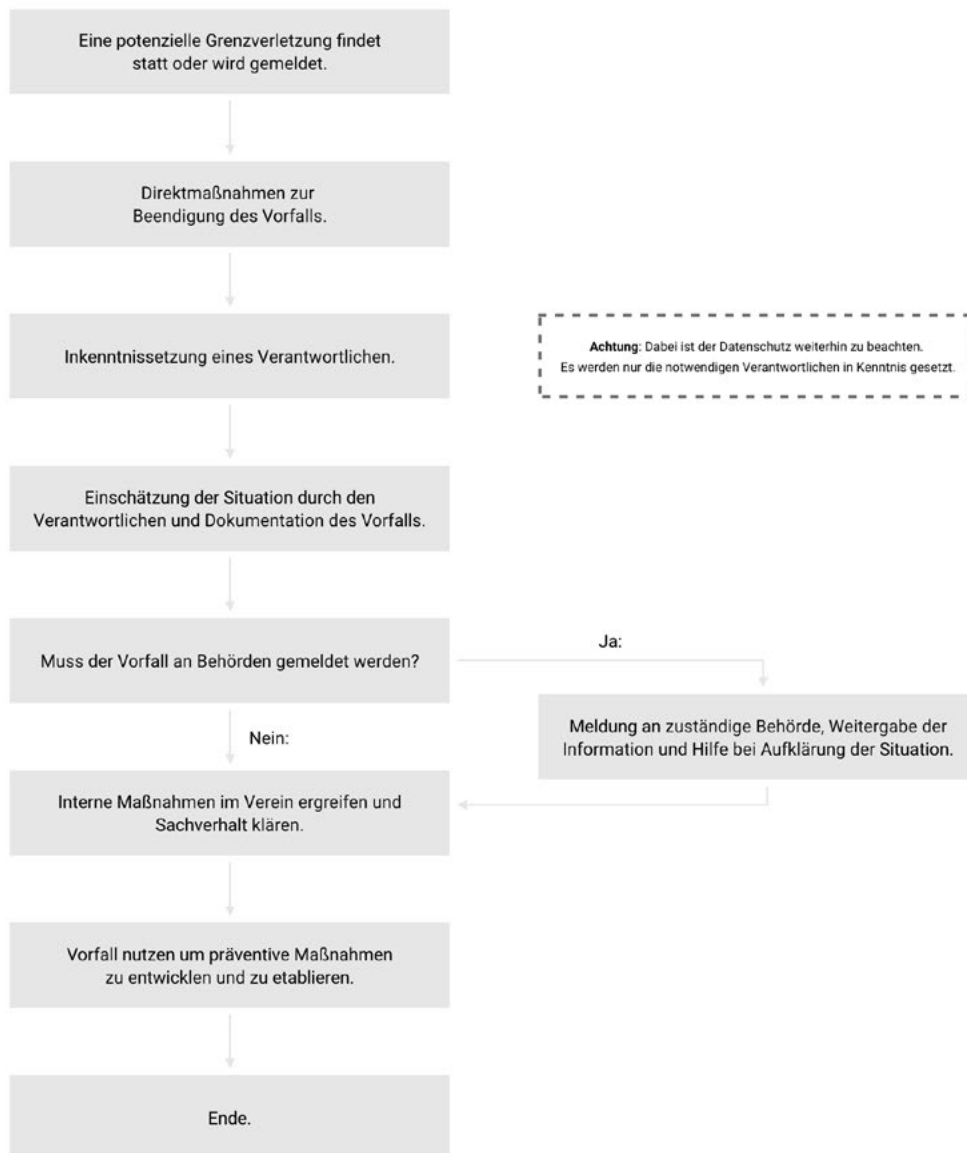 Eine potenzielle Grenzverletzung findet
statt oder wird gemeldet.
Direktmaßnahmen zur
Beendigung des Vorfalls.
Inkenntnissetzung eines Verantwortlichen.
Achtung: Dabei ist der Datenschutz weiterhin zu beachten.
Es werden nur die notwendigen Verantwortlichen in Kenntnis gesetzt.
Einschätzung der Situation durch den
Verantwortlichen und Dokumentation des Vorfalls.
Muss der Vorfall an Behörden gemeldet werden?
Ja:
Meldung an zuständige Behörde, Weitergabe der
Information und Hilfe bei Aufklärung der Situation.
Nein:
Interne Maßnahmen im Verein ergreifen und
Sachverhalt klären.
Vorfall nutzen um präventive Maßnahmen
zu entwicklen und zu etablieren.
Ende.